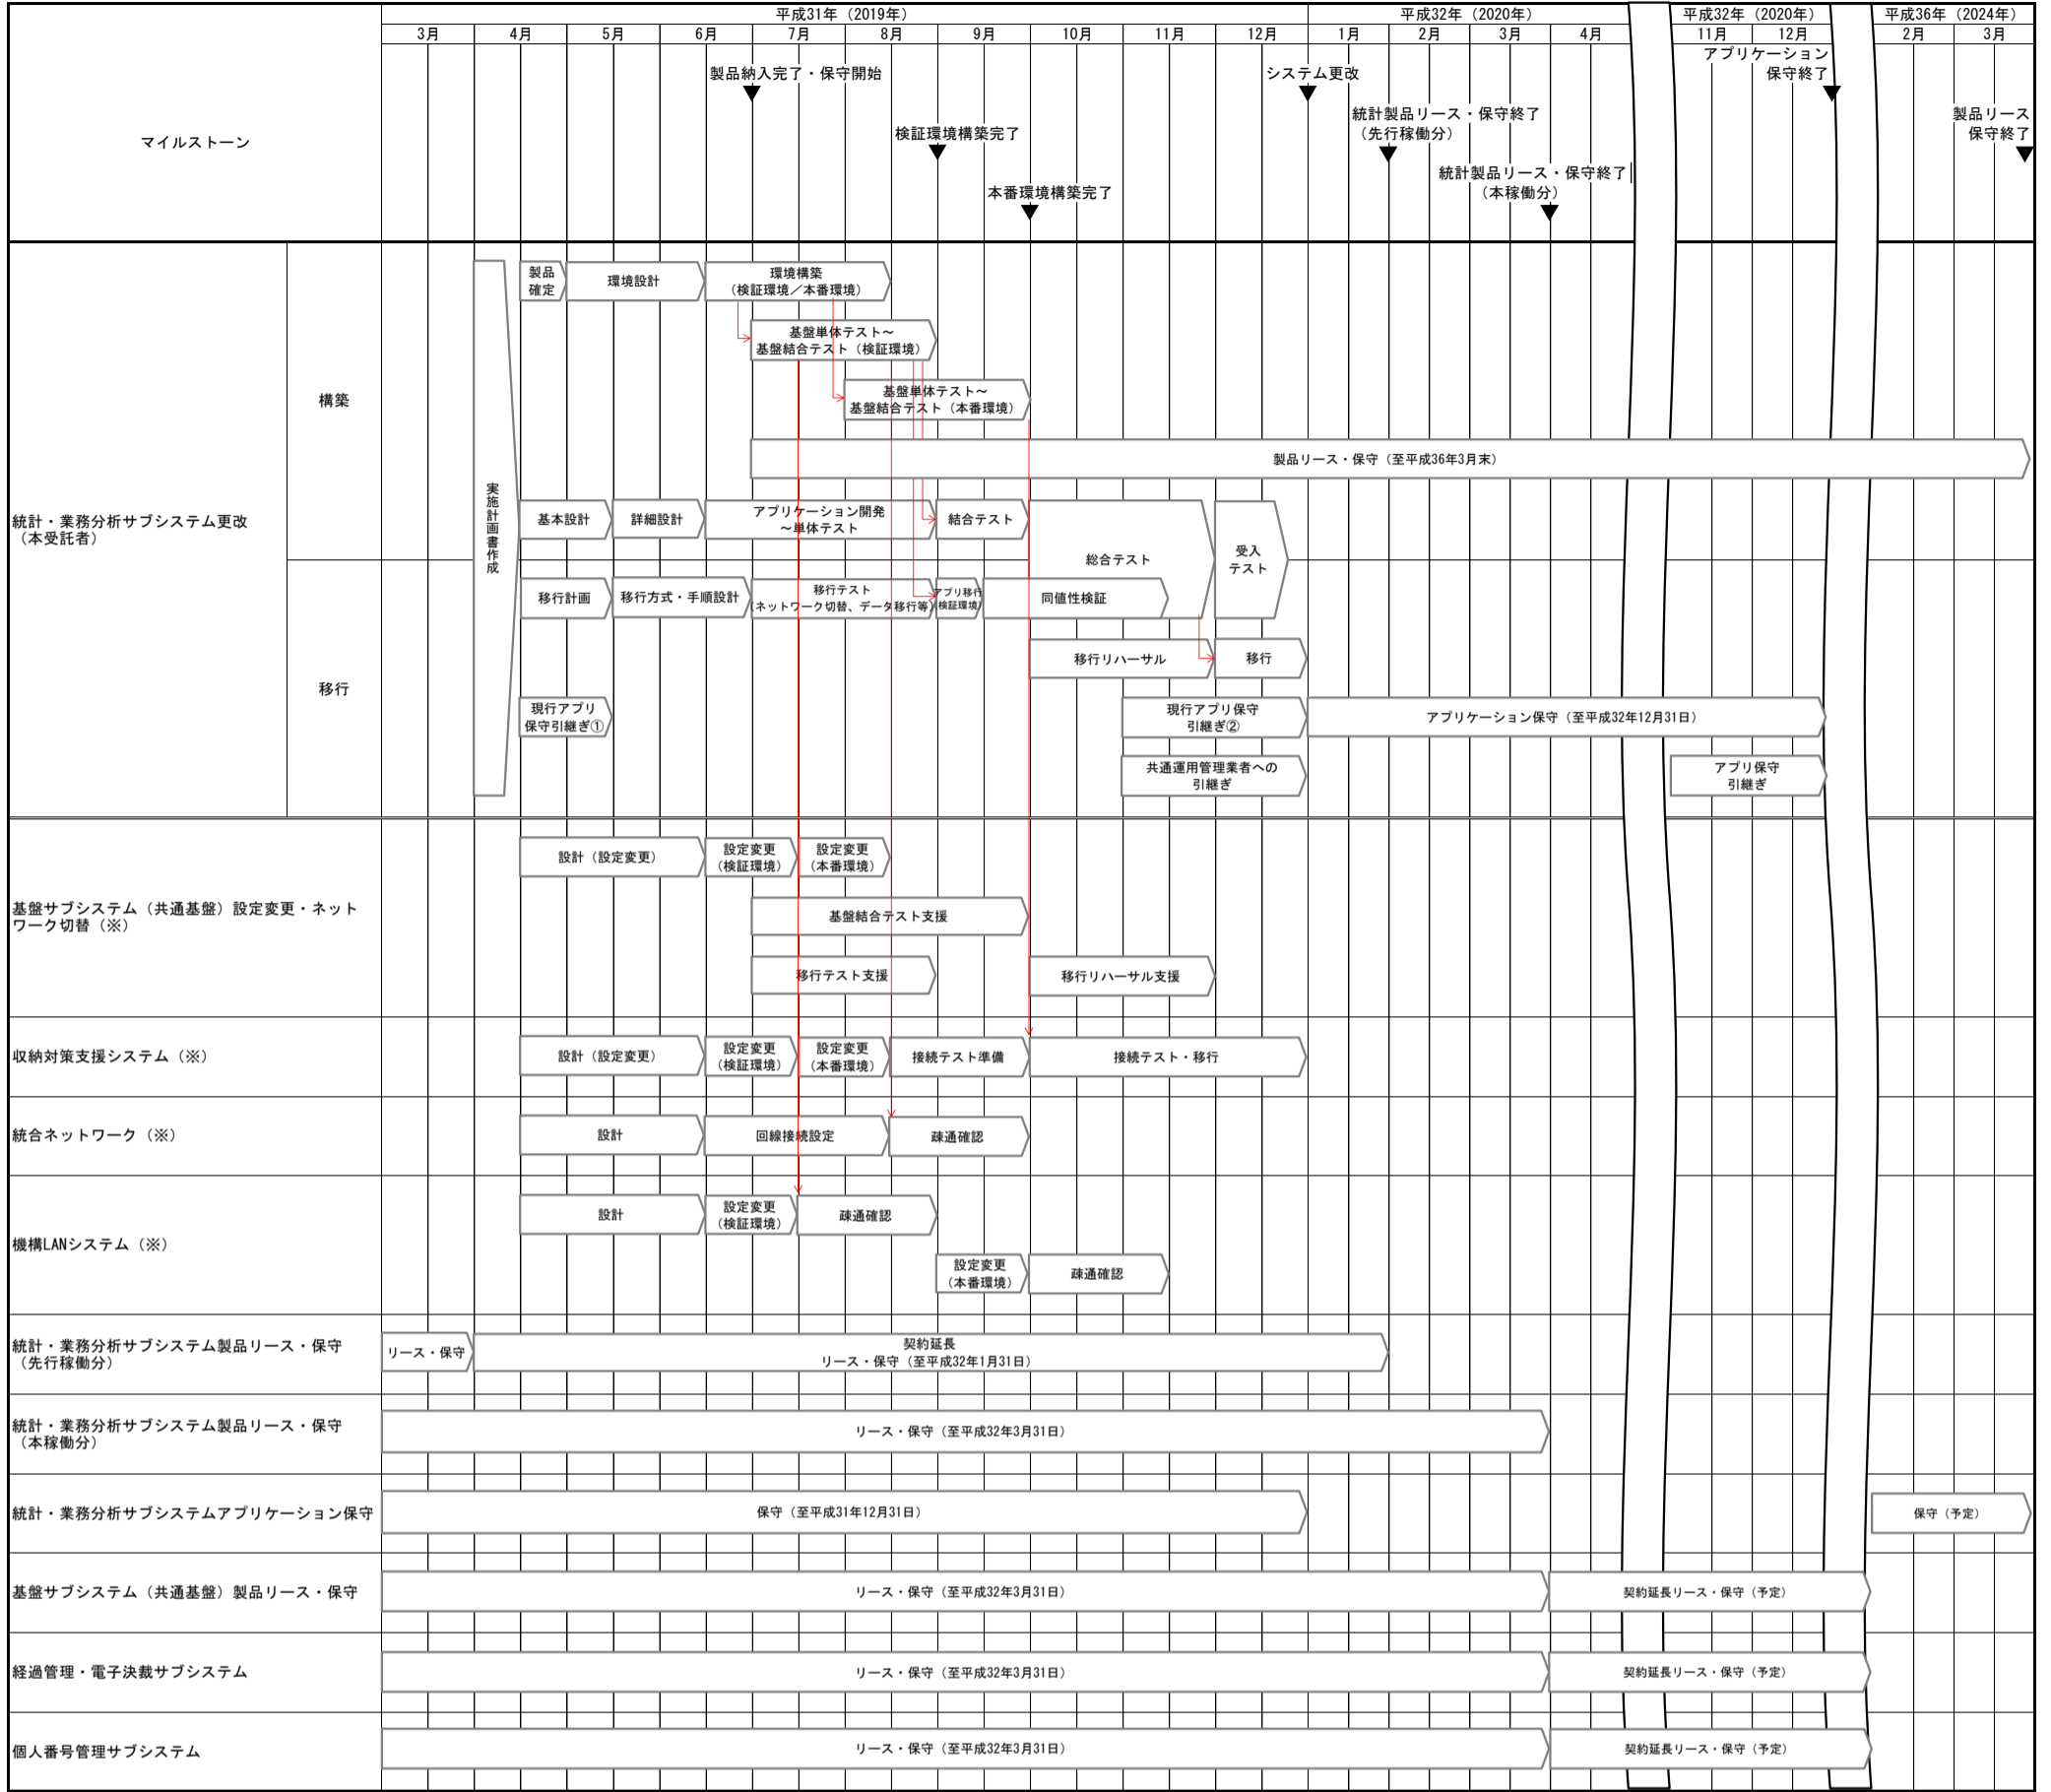 平成31年（2019年）
平成32年（2020年）
平成32年（2020年）
平成36年（2024年）
3月
4月
5月
6月
7月
8月
9月
10月
11月
12月
1月
2月
3月
4月
11月
12月
2月
3月
マイルストーン
製品納入完了・保守開始
検証環境構築完了
本番環境構築完了
システム更改
統計製品リース・保守終了
（先行稼働分）
統計製品リース・保守終了
（本稼働分）
アプリケーション
保守終了
製品リース
保守終了
統計・業務分析サブシステム更改
（本受託者）
構築
実施計画書作成
製品
確定
環境設計
環境構築
（検証環境／本番環境）
基盤単体テスト～
基盤結合テスト（検証環境）
基盤単体テスト～
基盤結合テスト（本番環境）
製品リース・保守（至平成36年3月末）
基本設計
詳細設計
アプリケーション開発
～単体テスト
結合テスト
総合テスト
受入
テスト
移行
移行計画
移行方式・手順設計
移行テスト
（ネットワーク切替、データ移行等）
アプリ移行
（検証環境）
同値性検証
移行リハーサル
移行
現行アプリ
保守引継ぎ①
現行アプリ保守
引継ぎ②
アプリケーション保守（至平成32年12月31日）
共通運用管理業者への
引継ぎ
アプリ保守
引継ぎ
基盤サブシステム（共通基盤）設定変更・ネット
ワーク切替（※）
設計（設定変更）
設定変更
（検証環境）
設定変更
（本番環境）
基盤結合テスト支援
移行テスト支援
移行リハーサル支援
収納対策支援システム（※）
設計（設定変更）
設定変更
（検証環境）
設定変更
（本番環境）
接続テスト準備
接続テスト・移行
統合ネットワーク（※）
設計
回線接続設定
疎通確認
機構LANシステム（※）
設計
設定変更
（検証環境）
疎通確認
設定変更
（本番環境）
疎通確認
統計・業務分析サブシステム製品リース・保守
（先行稼働分）
リース・保守
契約延長
リース・保守（至平成32年1月31日）
統計・業務分析サブシステム製品リース・保守
（本稼働分）
リース・保守（至平成32年3月31日）
統計・業務分析サブシステムアプリケーション保守
保守（至平成31年12月31日）
保守（予定）
基盤サブシステム（共通基盤）製品リース・保守
リース・保守（至平成32年3月31日）
契約延長リース・保守（予定）
経過管理・電子決裁サブシステム
リース・保守（至平成32年3月31日）
契約延長リース・保守（予定）
個人番号管理サブシステム
リース・保守（至平成32年3月31日）
契約延長リース・保守（予定）